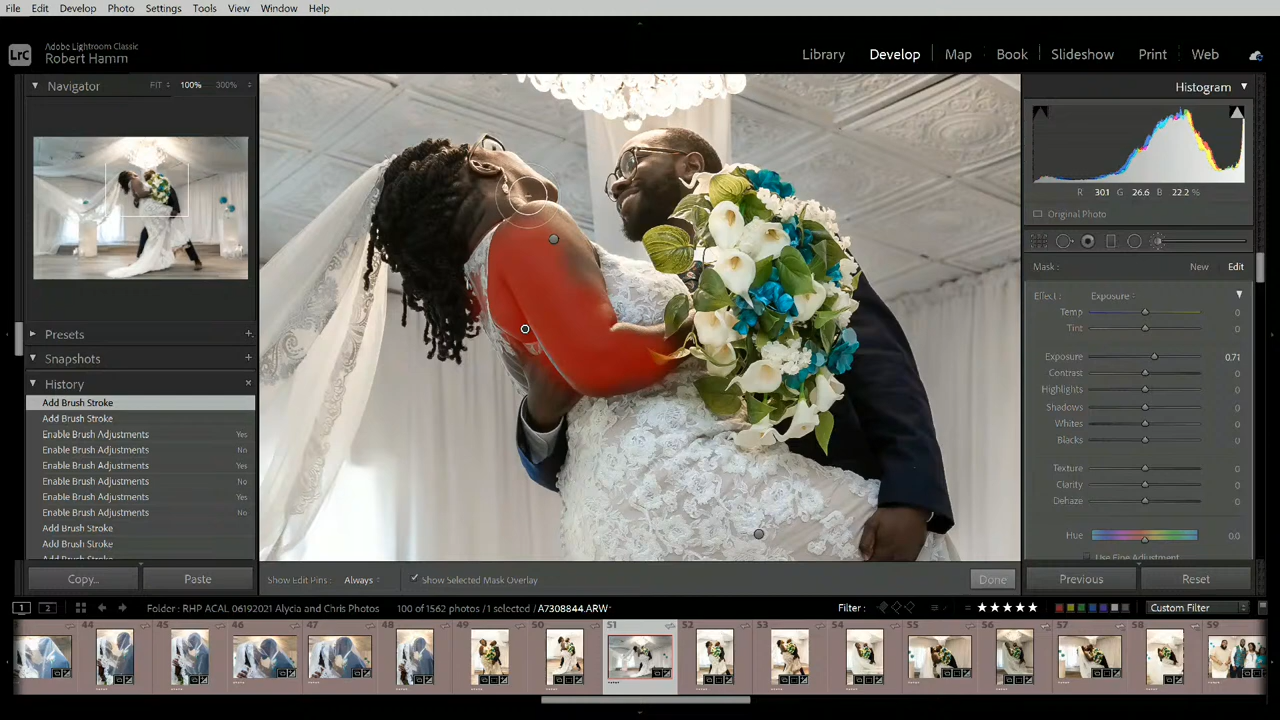 File Edit Develop Photo Settings Tools View Window Help
LrC
Adobe Lightroom Classic
Robert Hamm
Library Develop Map Book Slideshow Print Web
Navigator FIT 100% 300%
Histogram
R 301 G 26.6 B 22.2 %
Original Photo
Mask : New Edit
Effect : Exposure
Temp 0
Tint 0
Exposure 0.71
Contrast 0
Highlights 0
Shadows 0
Whites 0
Blacks 0
Texture 0
Clarity 0
Dehaze 0
Hue 0.0
Use Fine Adjustment
Presets
Snapshots
History
Add Brush Stroke
Add Brush Stroke
Enable Brush Adjustments Yes
Enable Brush Adjustments No
Enable Brush Adjustments Yes
Enable Brush Adjustments No
Enable Brush Adjustments Yes
Enable Brush Adjustments No
Add Brush Stroke
Add Brush Stroke
Copy... Paste
Show Edit Pins : Always Show Selected Mask Overlay Done
Previous Reset
1 2 Folder : RHP ACAL 06192021 Alycia and Chris Photos 100 of 1562 photos /1 selected /A7308844.ARW Filter : Custom Filter
44 45 46 47 48 49 50 51 52 53 54 55 56 57 58 59